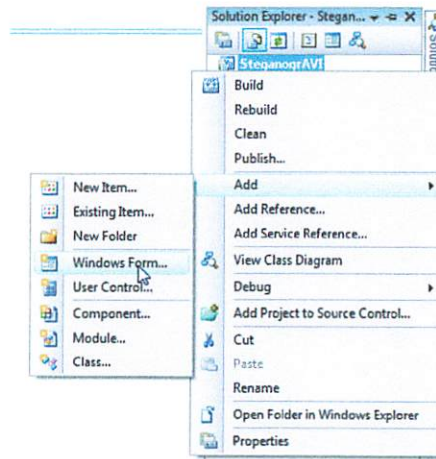 Solution Explorer - Stegan...
SteganogrAVI
Build
Rebuild
Clean
Publish...
Add
Add Reference...
Add Service Reference...
View Class Diagram
Debug
Add Project to Source Control...
Cut
Paste
Rename
Open Folder in Windows Explorer
Properties
New Item...
Existing Item...
New Folder
Windows Form...
User Control...
Component...
Module...
Class...